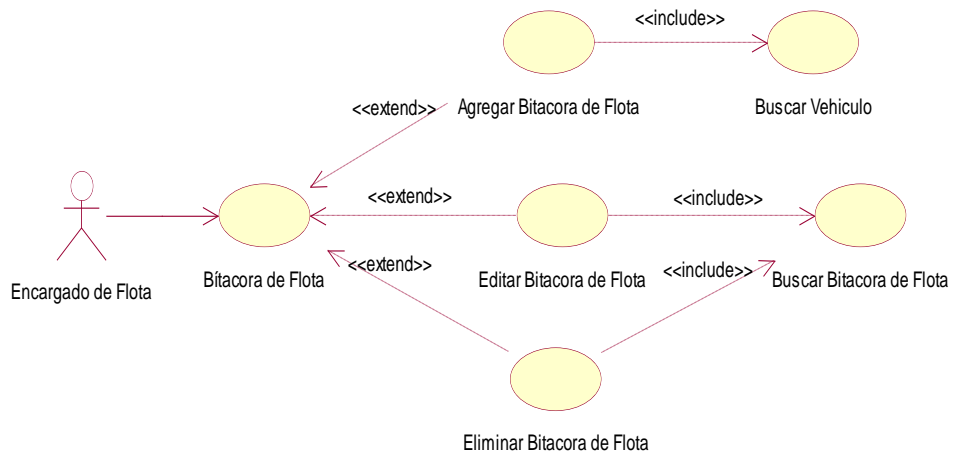 <<include>>
<<extend>>
Agregar Bitacora de Flota
Buscar Vehiculo
<<extend>>
<<include>>
<<extend>>
<<include>>
Encargado de Flota
Bítacora de Flota
Editar Bitacora de Flota
Buscar Bitacora de Flota
Eliminar Bitacora de Flota